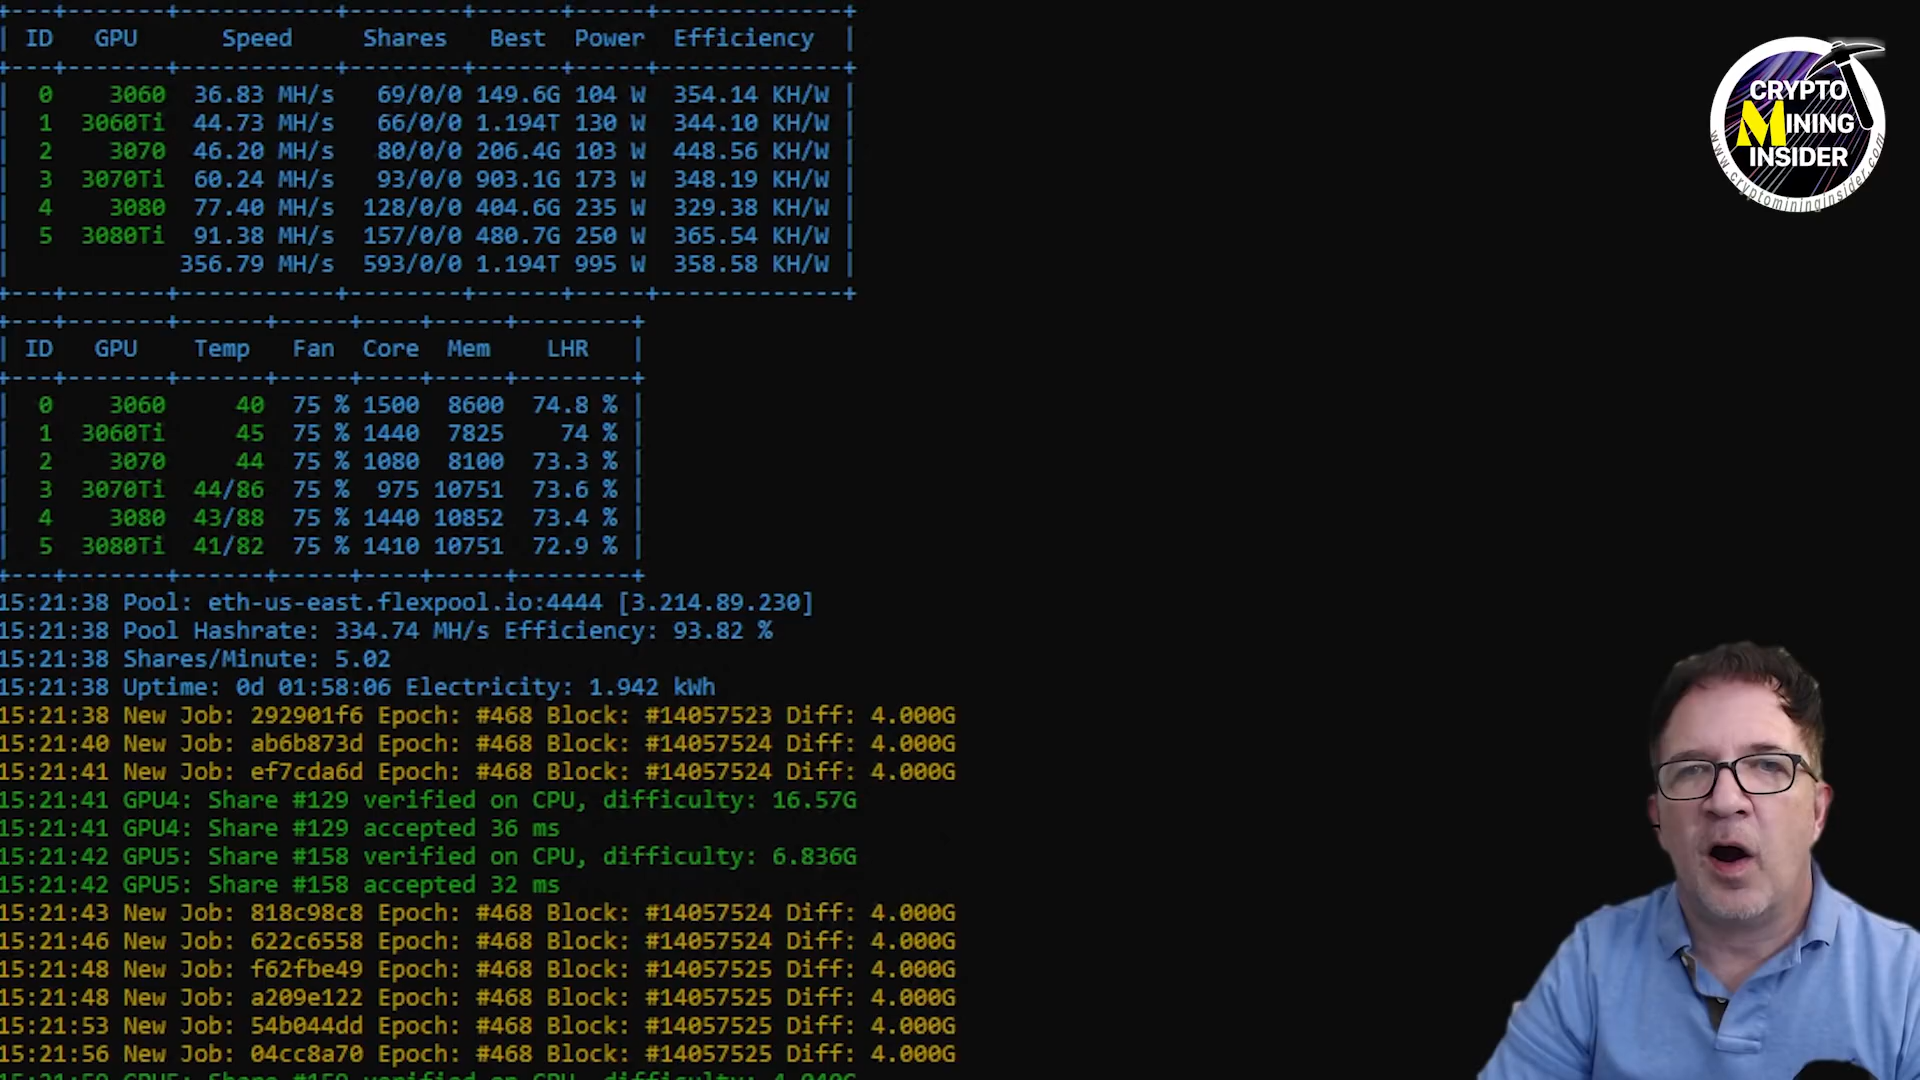 ID GPU Speed Shares Best Power Efficiency
0 3060 36.83 MH/s 69/0/0 149.6G 104 W 354.14 KH/W
1 3060Ti 44.73 MH/s 66/0/0 1.194T 130 W 344.10 KH/W
2 3070 46.20 MH/s 80/0/0 206.4G 103 W 448.56 KH/W
3 3070Ti 60.24 MH/s 93/0/0 903.1G 173 W 348.19 KH/W
4 3080 77.40 MH/s 128/0/0 404.6G 235 W 329.38 KH/W
5 3080Ti 91.38 MH/s 157/0/0 480.7G 250 W 365.54 KH/W
356.79 MH/s 593/0/0 1.194T 995 W 358.58 KH/W
ID GPU Temp Fan Core Mem LHR
0 3060 40 75 % 1500 8600 74.8 %
1 3060Ti 45 75 % 1440 7825 74 %
2 3070 44 75 % 1080 8100 73.3 %
3 3070Ti 44/86 75 % 975 10751 73.6 %
4 3080 43/88 75 % 1440 10852 73.4 %
5 3080Ti 41/82 75 % 1410 10751 72.9 %
15:21:38 Pool: eth-us-east.flexpool.io:4444 [3.214.89.230]
15:21:38 Pool Hashrate: 334.74 MH/s Efficiency: 93.82 %
15:21:38 Shares/Minute: 5.02
15:21:38 Uptime: 0d 01:58:06 Electricity: 1.942 kWh
15:21:38 New Job: 292901f6 Epoch: #468 Block: #14057523 Diff: 4.000G
15:21:40 New Job: ab6b873d Epoch: #468 Block: #14057524 Diff: 4.000G
15:21:41 New Job: ef7cda6d Epoch: #468 Block: #14057524 Diff: 4.000G
15:21:41 GPU4: Share #129 verified on CPU, difficulty: 16.57G
15:21:41 GPU4: Share #129 accepted 36 ms
15:21:42 GPU5: Share #158 verified on CPU, difficulty: 6.836G
15:21:42 GPU5: Share #158 accepted 32 ms
15:21:43 New Job: 818c98c8 Epoch: #468 Block: #14057524 Diff: 4.000G
15:21:46 New Job: 622c6558 Epoch: #468 Block: #14057524 Diff: 4.000G
15:21:48 New Job: f62fbe49 Epoch: #468 Block: #14057525 Diff: 4.000G
15:21:48 New Job: a209e122 Epoch: #468 Block: #14057525 Diff: 4.000G
15:21:53 New Job: 54b044dd Epoch: #468 Block: #14057525 Diff: 4.000G
15:21:56 New Job: 04cc8a70 Epoch: #468 Block: #14057525 Diff: 4.000G
GPU5: Share #159 verified on CPU, difficulty:
CRYPTO
MINING
INSIDER
www.cryptomininginsider.com